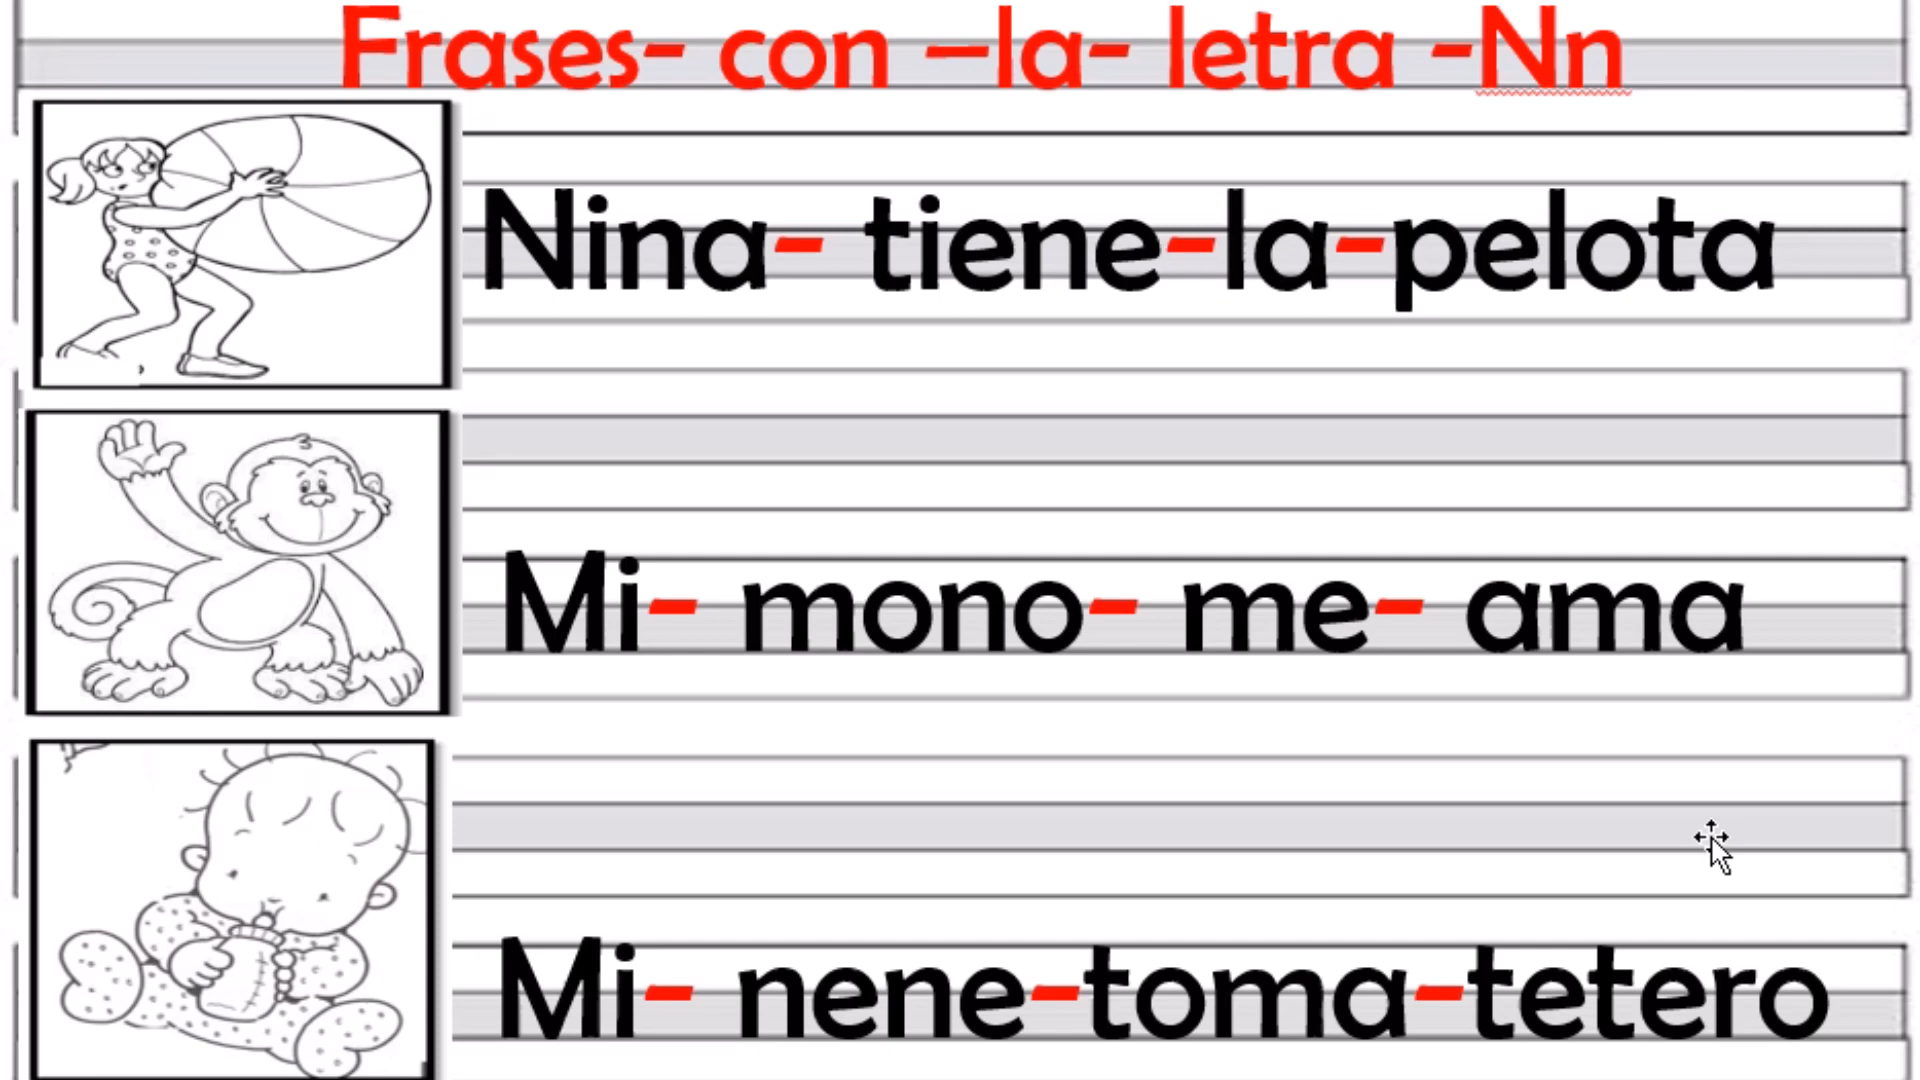 Frases- con –la- letra -Nn
Nina- tiene-la-pelota
Mi- mono- me- ama
Mi- nene-toma-tetero